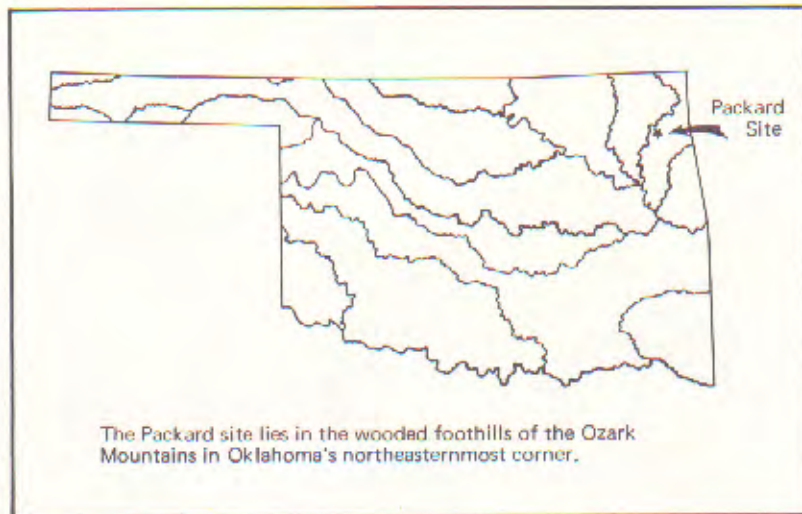 Packard
Site
The Packard site lies in the wooded foothills of the Ozark
Mountains in Oklahoma's northeasternmost corner.